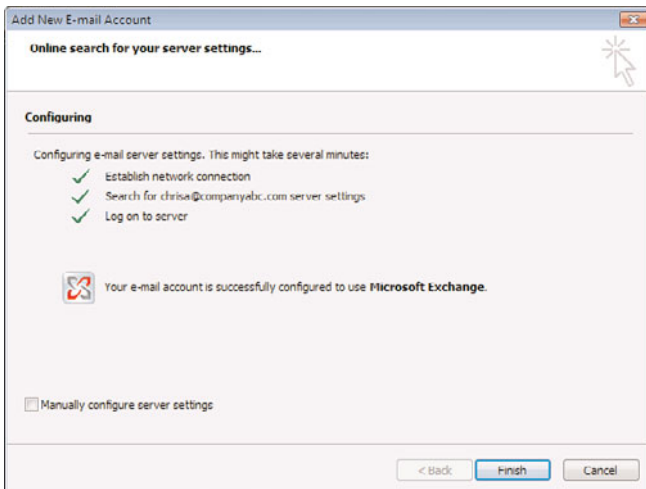 Add New E-mail Account
Online search for your server settings...
Configuring
Configuring e-mail server settings. This might take several minutes:
Establish network connection
Search for chrisa@companyabc.com server settings
Log on to server
Your e-mail account is successfully configured to use Microsoft Exchange.
Manually configure server settings
< Back Finish Cancel